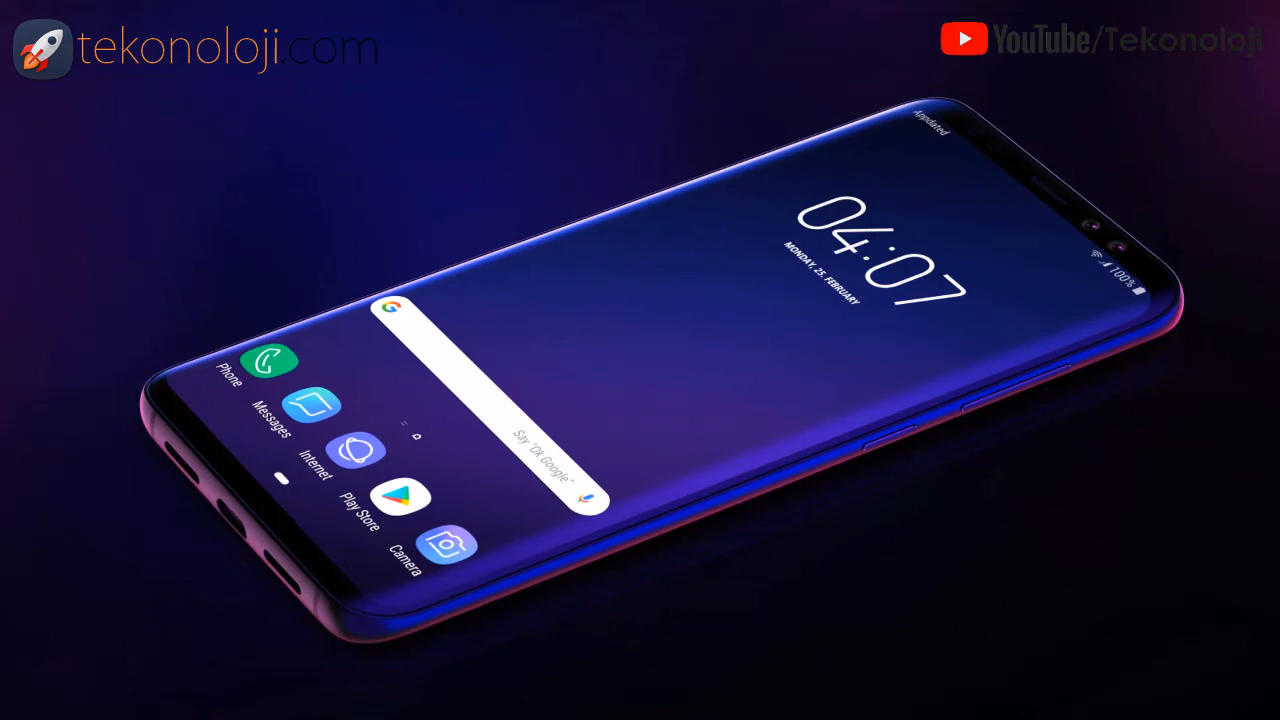 tekonoloji.com
YouTube/Tekonoloji
Appdated
100%
04:07
MONDAY, 25. FEBRUARY
G
Say "Ok Google"
Phone
Messages
Internet
Play Store
Camera